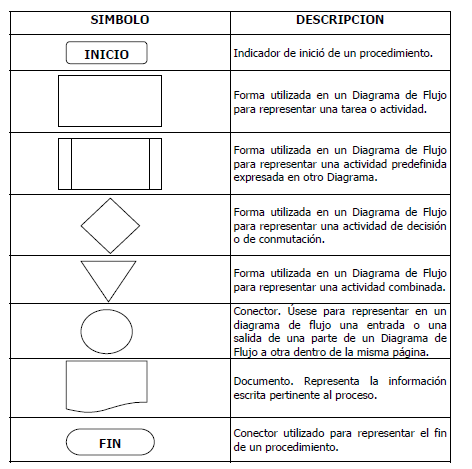 SIMBOLO
DESCRIPCION
INICIO
Indicador de inició de un procedimiento.
Forma utilizada en un Diagrama de Flujo
para representar una tarea o actividad.
Forma utilizada en un Diagrama de Flujo
para representar una actividad predefinida
expresada en otro Diagrama.
Forma utilizada en un Diagrama de Flujo
para representar una actividad de decisión
o de conmutación.
Forma utilizada en un Diagrama de Flujo
para representar una actividad combinada.
Conector. Úsese para representar en un
diagrama de flujo una entrada o una
salida de una parte de un Diagrama de
Flujo a otra dentro de la misma página.
Documento. Representa la información
escrita pertinente al proceso.
FIN
Conector utilizado para representar el fin
de un procedimiento.